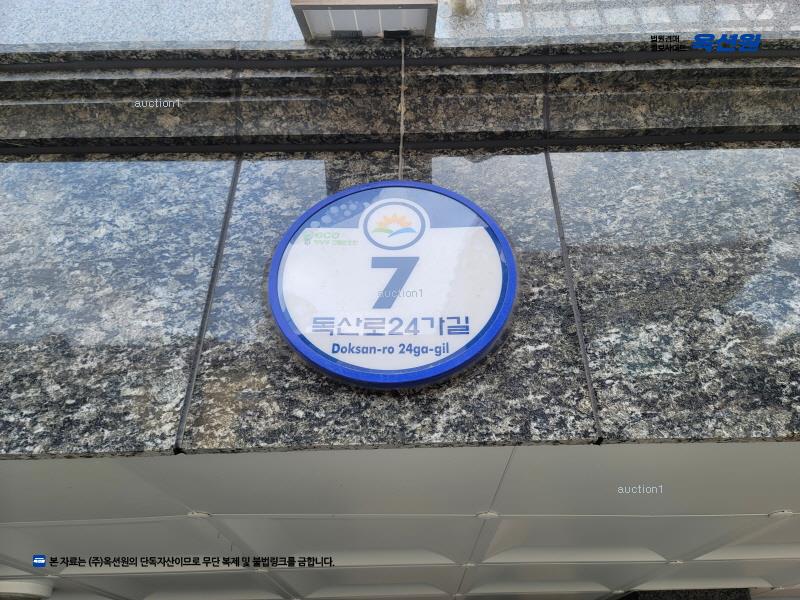 옥션원
auction1
eco
7
auction1
독산로24가길
Doksan-ro 24ga-gil
auction1
본 자료는 (주)옥션원의 단독자산이므로 무단 복제 및 불법링크를 금합니다.